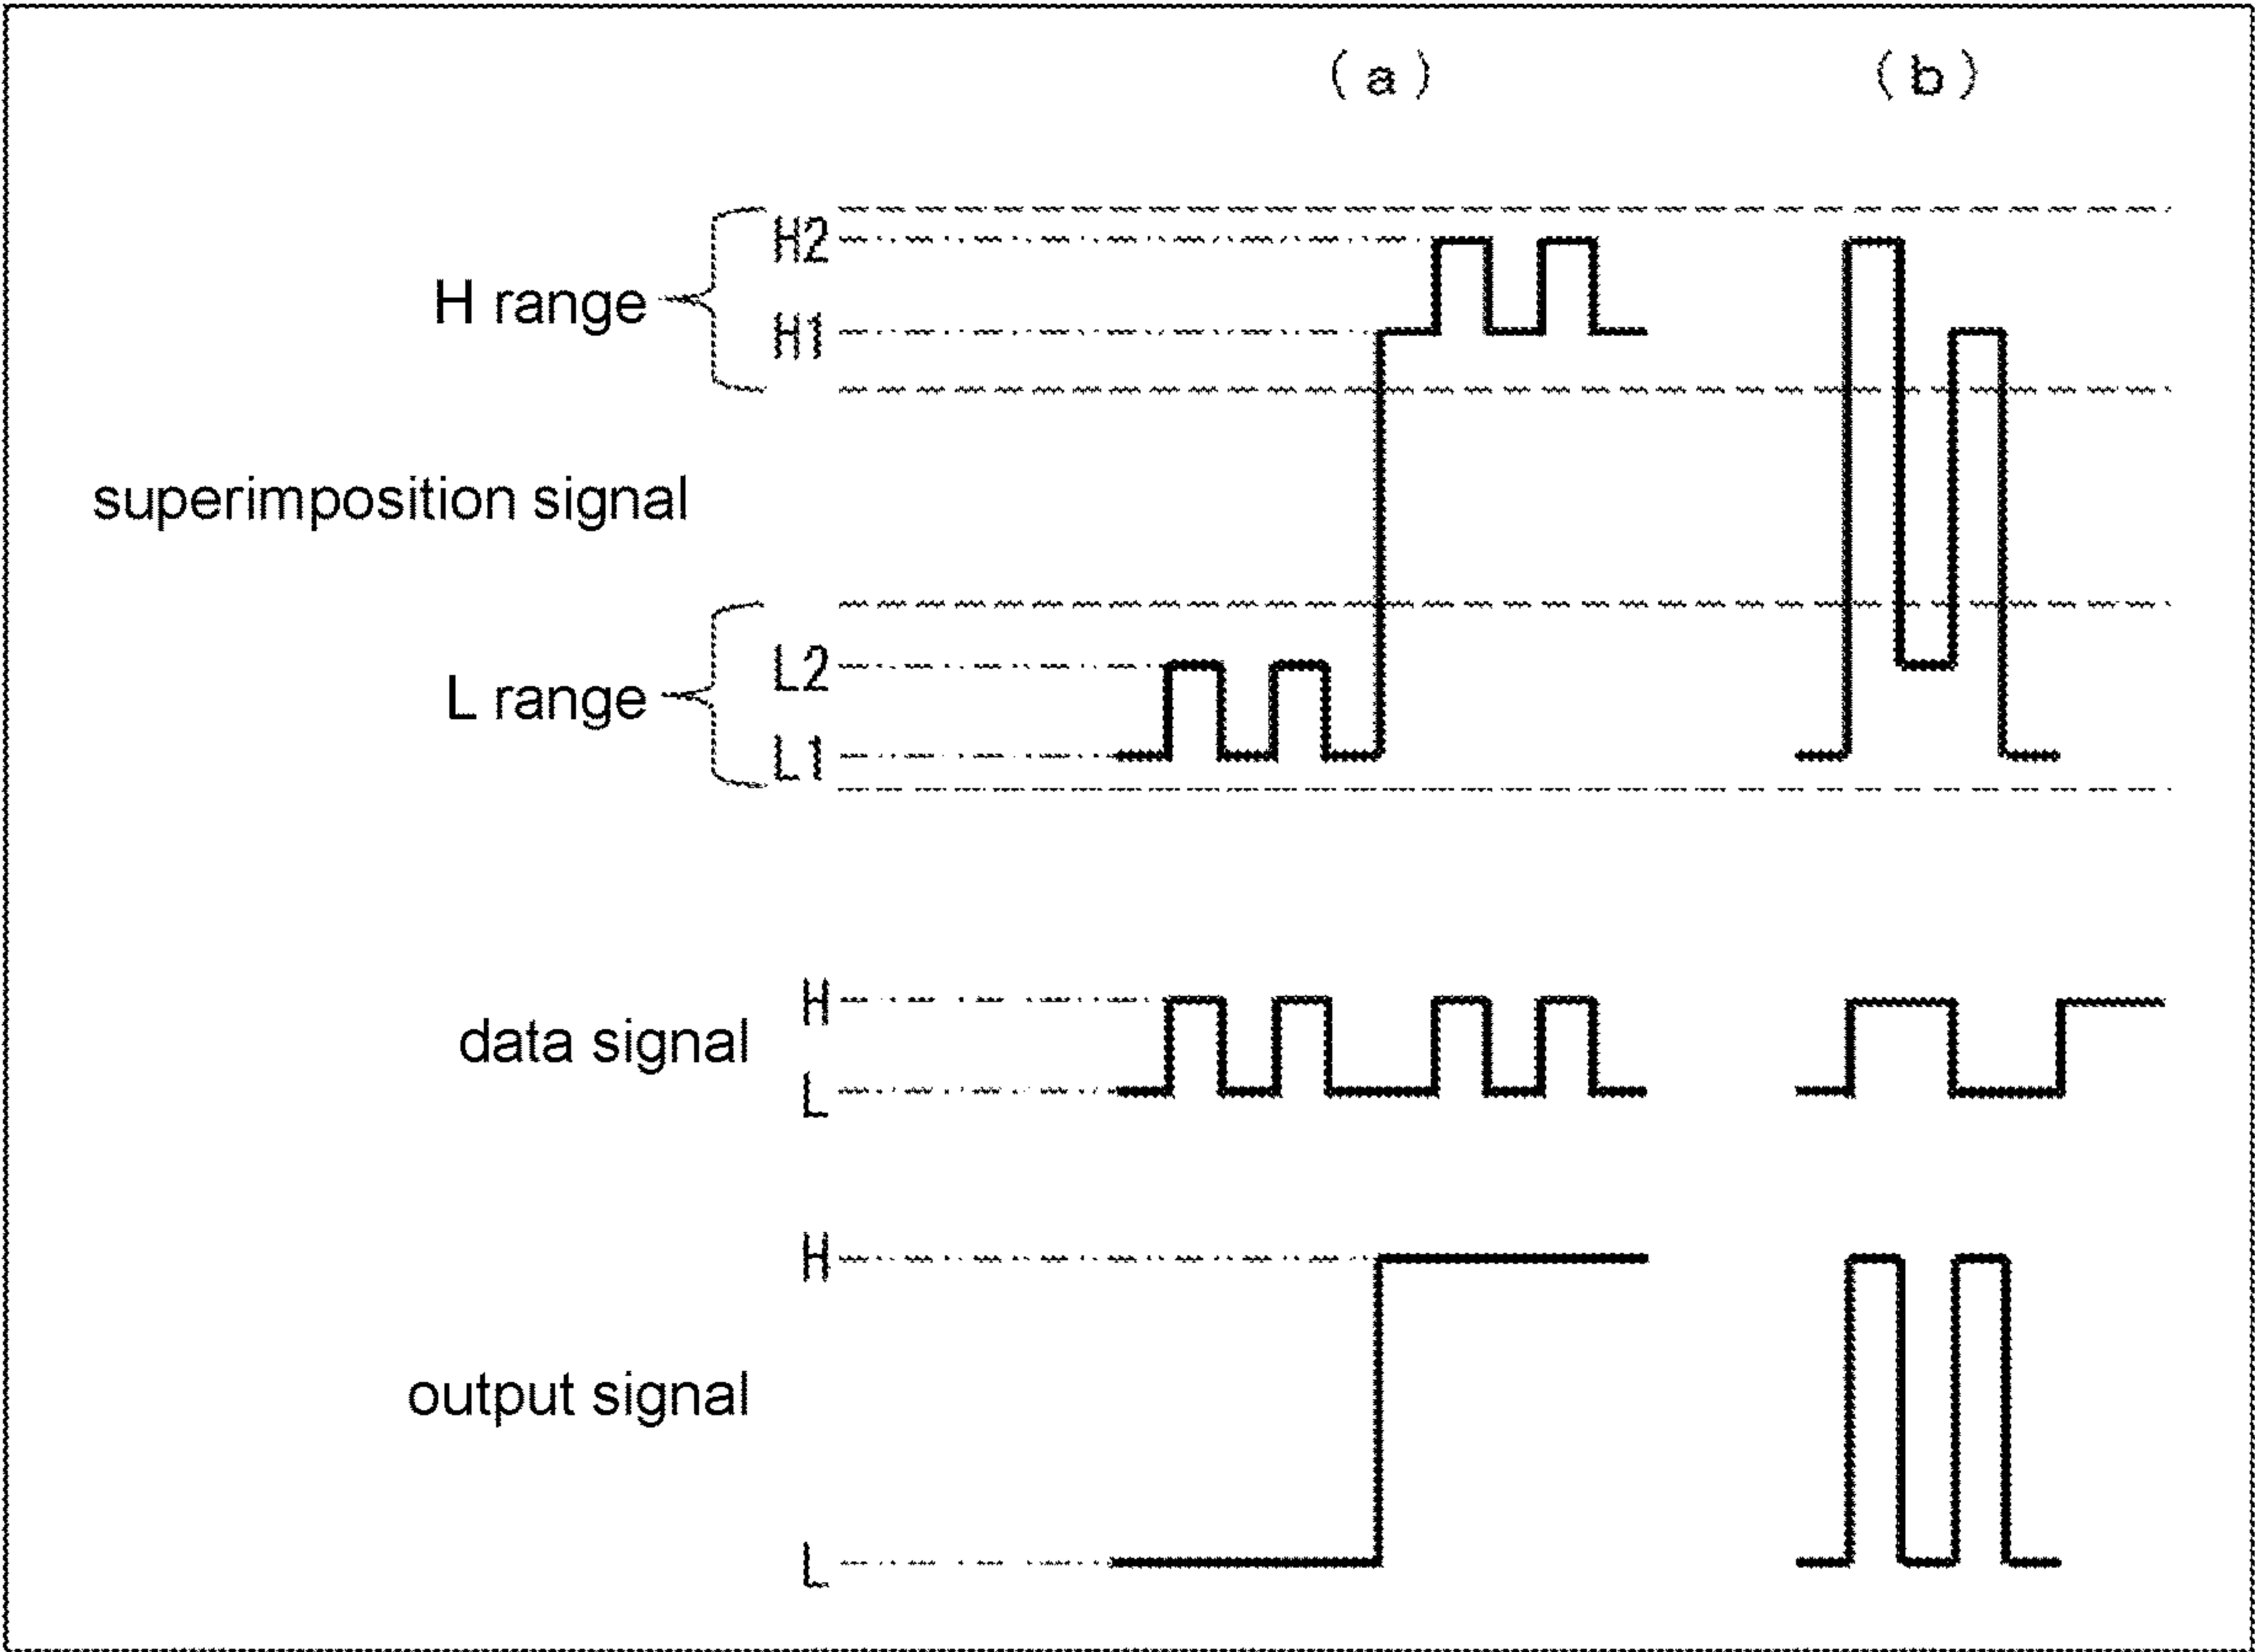 (a) (b)
H2
H range
H1
superimposition signal
L2
L range
L1
H
data signal
L
H
output signal
L